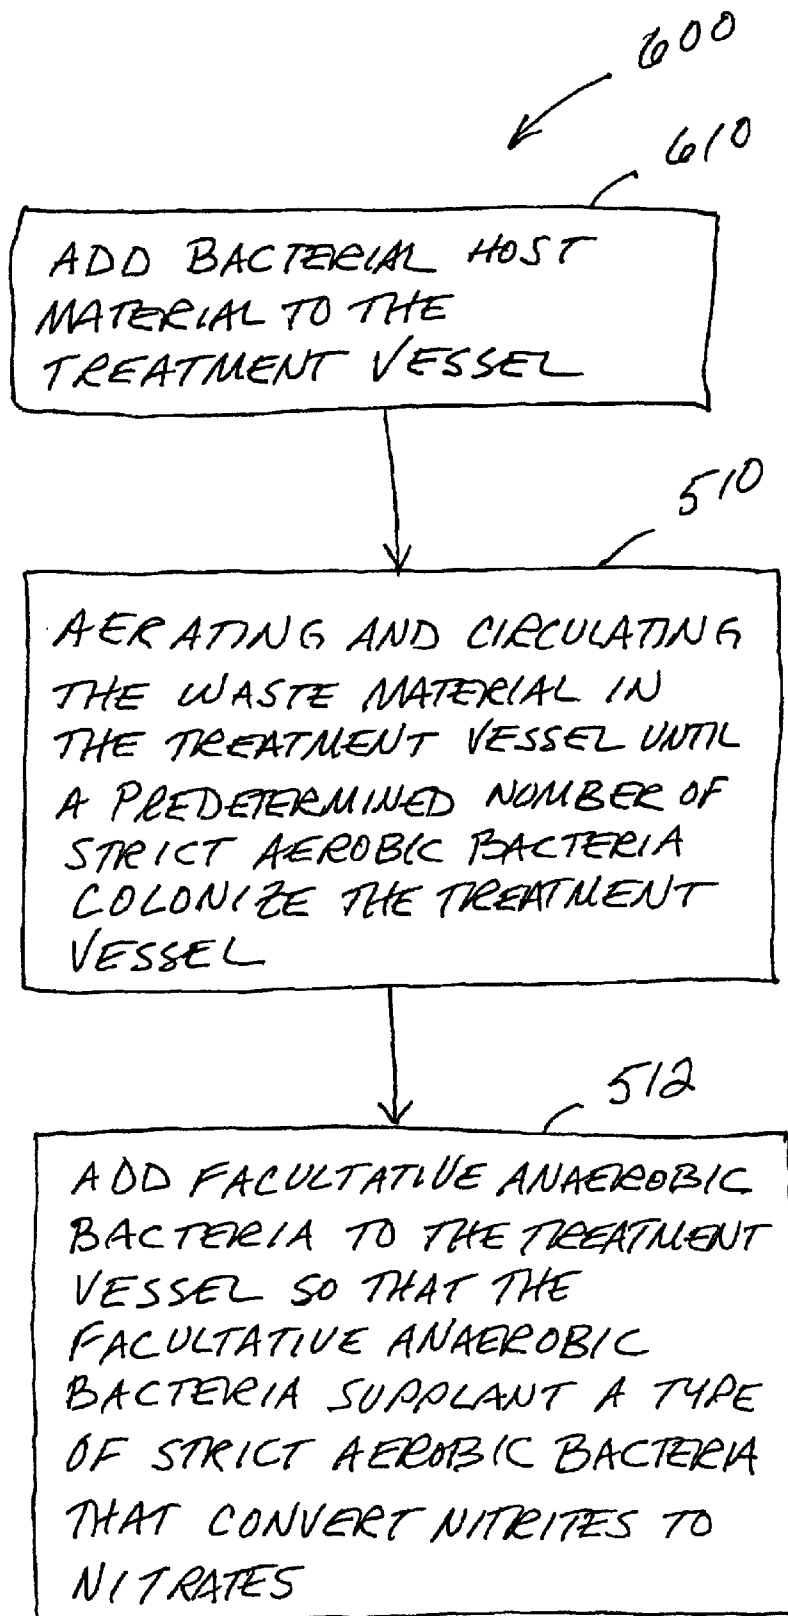 600
610
ADD BACTERIAL HOST
MATERIAL TO THE
TREATMENT VESSEL
510
AERATING AND CIRCULATING
THE WASTE MATERIAL IN
THE TREATMENT VESSEL UNTIL
A PREDETERMINED NOMBER OF
STRICT AEROBIC BACTERIA
COLONIZE THE TREATMENT
VESSEL
512
ADD FACULTATIVE ANAEROBIC
BACTERIA TO THE TREATMENT
VESSEL SO THAT THE
FACULTATIVE ANAEROBIC
BACTERIA SUPPLANT A TYPE
OF STRICT AEROBIC BACTERIA
THAT CONVERT NITRITES TO
NITRATES